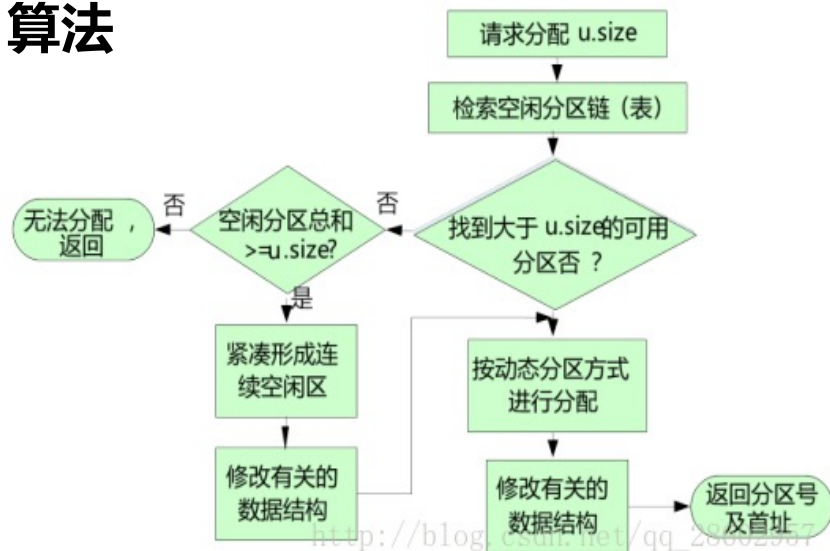 算法
请求分配 u.size
检索空闲分区链（表）
找到大于 u.size的可用
分区否 ？
否
空闲分区总和
>=u.size?
否
无法分配 ，
返回
是
紧凑形成连
续空闲区
修改有关的
数据结构
按动态分区方式
进行分配
修改有关的
数据结构
返回分区号
及首址